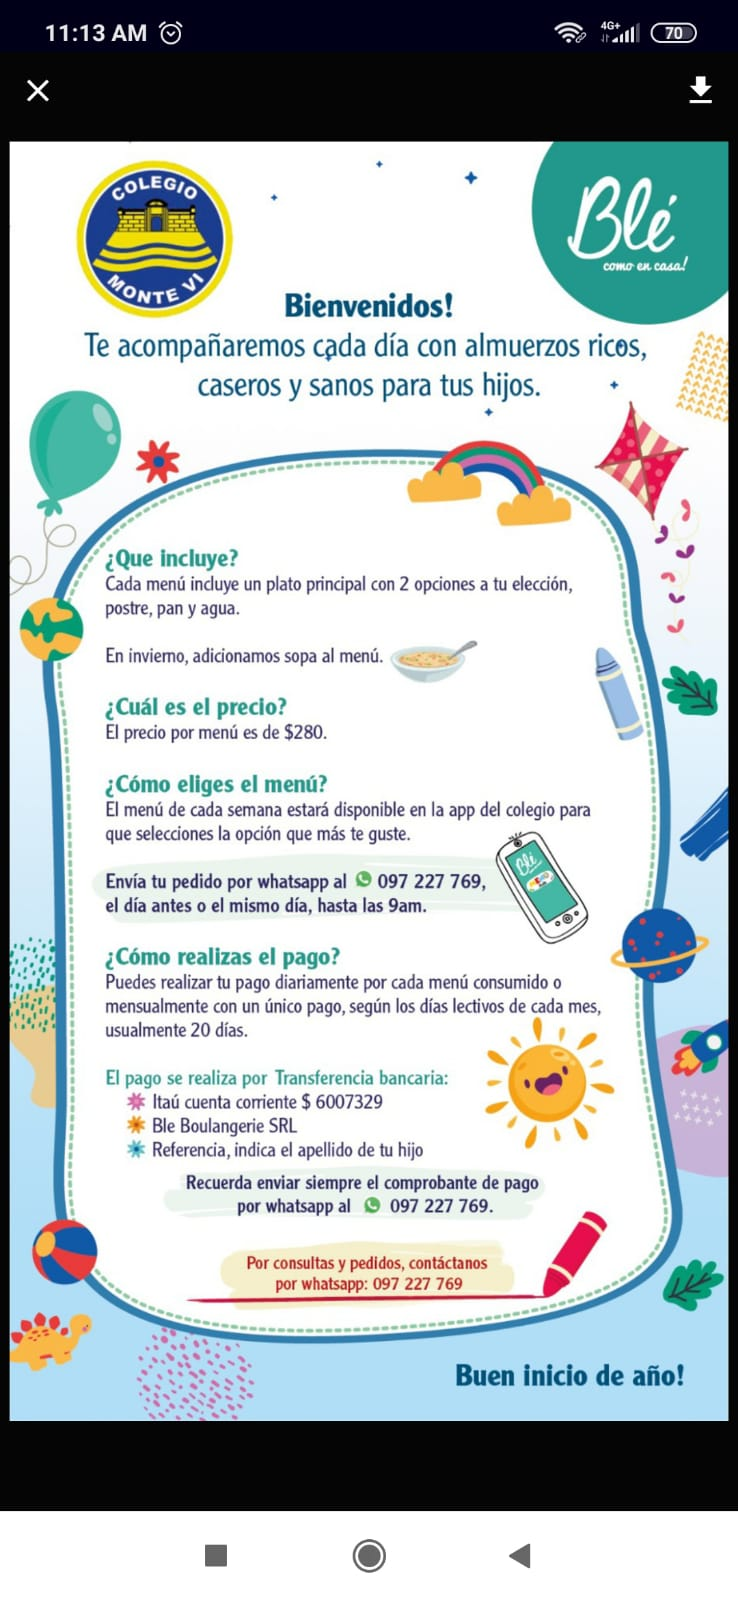 11:13 AM
4G+
70
COLEGIO
MONTE VI
Blé
como en casa!
Bienvenidos!
Te acompañaremos cada día con almuerzos ricos,
caseros y sanos para tus hijos.
¿Que incluye?
Cada menú incluye un plato principal con 2 opciones a tu elección,
postre, pan y agua.
En invierno, adicionamos sopa al menú.
¿Cuál es el precio?
El precio por menú es de $280.
¿Cómo eliges el menú?
El menú de cada semana estará disponible en la app del colegio para
que selecciones la opción que más te guste.
Blé
Envía tu pedido por whatsapp al 097 227 769,
el día antes o el mismo día, hasta las 9am.
¿Cómo realizas el pago?
Puedes realizar tu pago diariamente por cada menú consumido o
mensualmente con un único pago, según los días lectivos de cada mes,
usualmente 20 días.
El pago se realiza por Transferencia bancaria:
Itaú cuenta corriente $ 6007329
Ble Boulangerie SRL
Referencia, indica el apellido de tu hijo
Recuerda enviar siempre el comprobante de pago
por whatsapp al 097 227 769.
Por consultas y pedidos, contáctanos
por whatsapp: 097 227 769
Buen inicio de año!